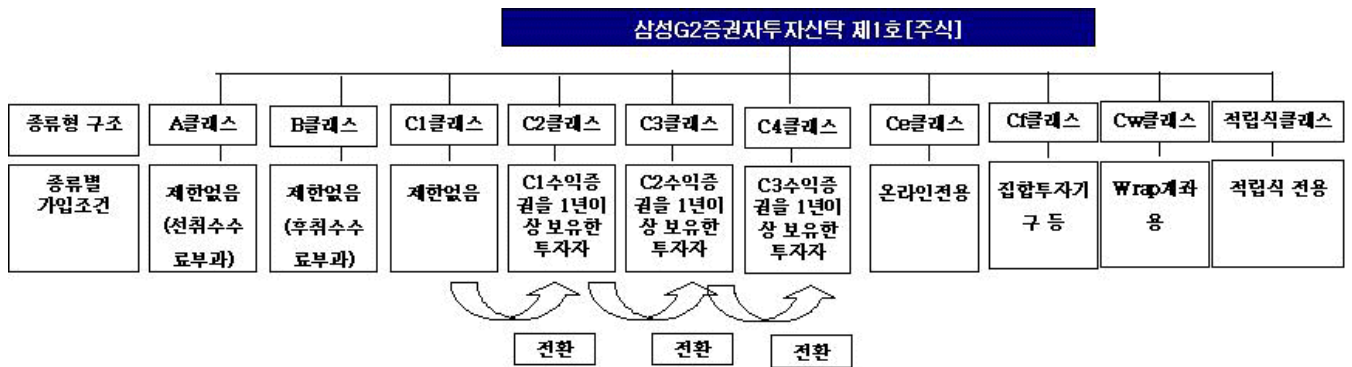 삼성G2증권자투자신탁 제1호[주식]
종류형 구조
A클래스
B클래스
C1클래스
C2클래스
C3클래스
C4클래스
Ce클래스
Cf클래스
Cw클래스
적립식클래스
종류별
가입조건
제한없음
(선취수수
료부과)
제한없음
(후취수수
료부과)
제한없음
C1수익증
권을 1년이
상 보유한
투자자
C2수익증
권을 1년이
상 보유한
투자자
C3수익증
권을 1년이
상 보유한
투자자
온라인전용
집합투자기
구 등
Wrap계좌
용
적립식 전용
전환
전환
전환